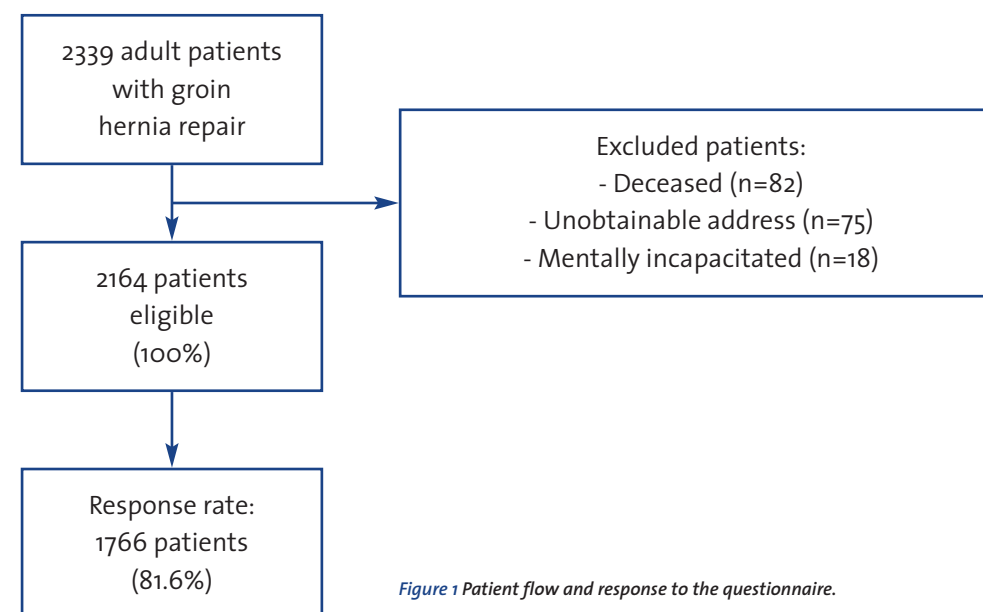 2339 adult patients
with groin
hernia repair
Excluded patients:
- Deceased (n=82)
- Unobtainable address (n=75)
- Mentally incapacitated (n=18)
2164 patients
eligible
(100%)
Response rate:
1766 patients
(81.6%)
Figure 1 Patient flow and response to the questionnaire.